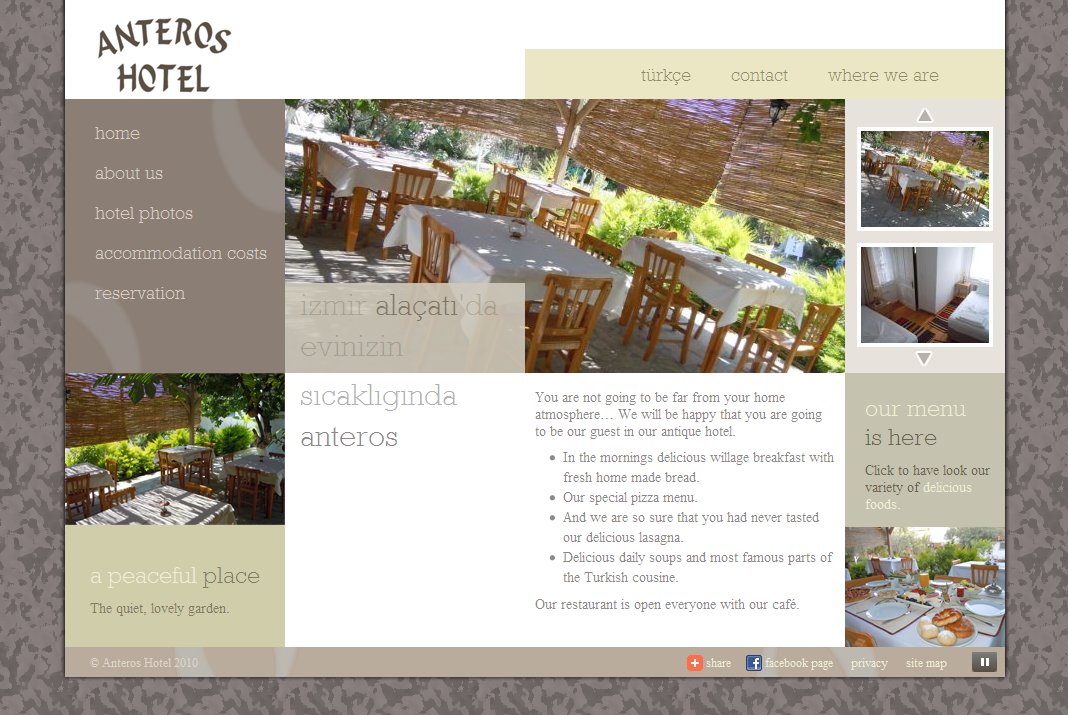 ANTEROS
HOTEL
türkçe contact where we are
home
about us
hotel photos
accommodation costs
reservation
izmir alaçatı'da
evinizin
sıcaklıgında
anteros
You are not going to be far from your home
atmosphere… We will be happy that you are going
to be our guest in our antique hotel.
In the mornings delicious willage breakfast with
fresh home made bread.
Our special pizza menu.
And we are so sure that you had never tasted
our delicious lasagna.
Delicious daily soups and most famous parts of
the Turkish cousine.
Our restaurant is open everyone with our café.
our menu
is here
Click to have look our
variety of delicious
foods.
a peaceful place
The quiet, lovely garden.
© Anteros Hotel 2010
share facebook page privacy site map